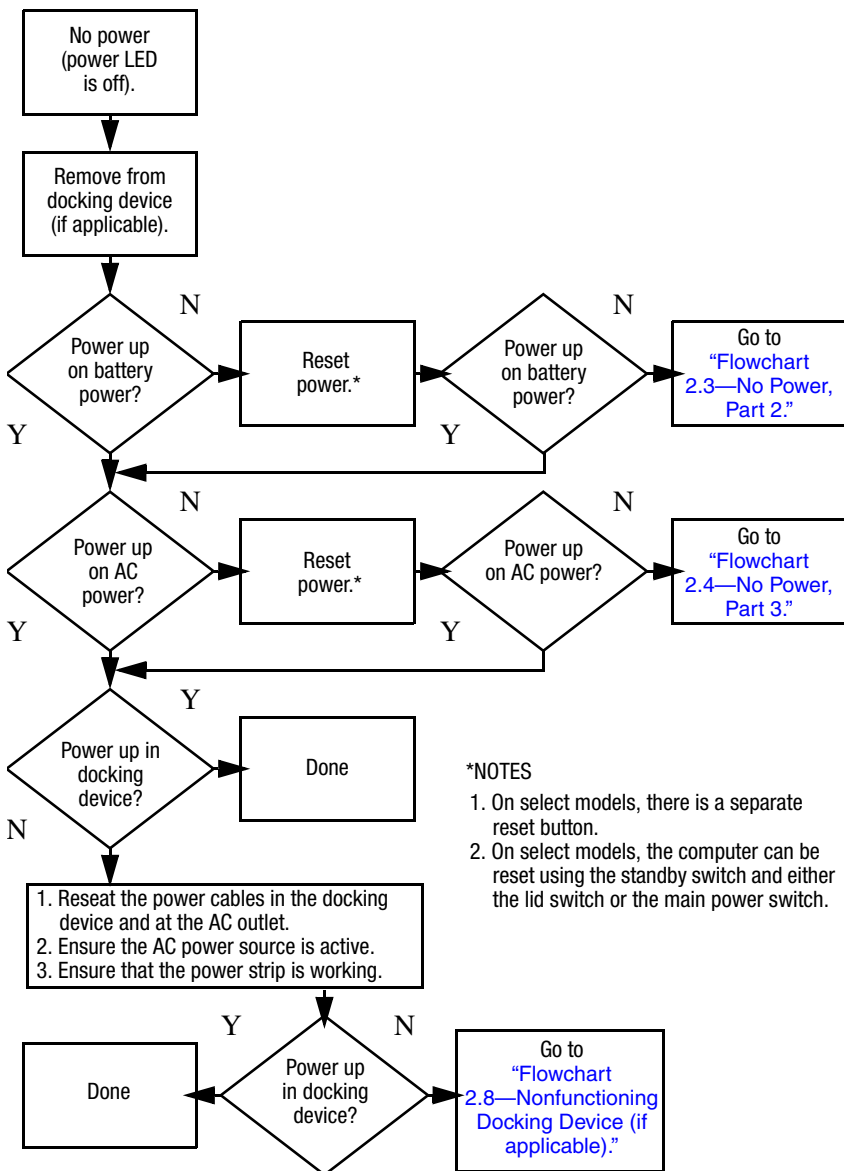 No power
(power LED
is off).
Remove from
docking device
(if applicable).
N
N
Power up
on battery
power?
Reset
power.*
Power up
on battery
power?
Go to
“Flowchart
2.3—No Power,
Part 2.”
Y
Y
N
N
Power up
on AC
power?
Reset
power.*
Power up
on AC power?
Go to
“Flowchart
2.4—No Power,
Part 3.”
Y
Y
Y
Power up in
docking
device?
Done
N
*NOTES
1. On select models, there is a separate
reset button.
2. On select models, the computer can be
reset using the standby switch and either
the lid switch or the main power switch.
1. Reseat the power cables in the docking
device and at the AC outlet.
2. Ensure the AC power source is active.
3. Ensure that the power strip is working.
Y
N
Done
Power up
in docking
device?
Go to
“Flowchart
2.8—Nonfunctioning
Docking Device (if
applicable).”